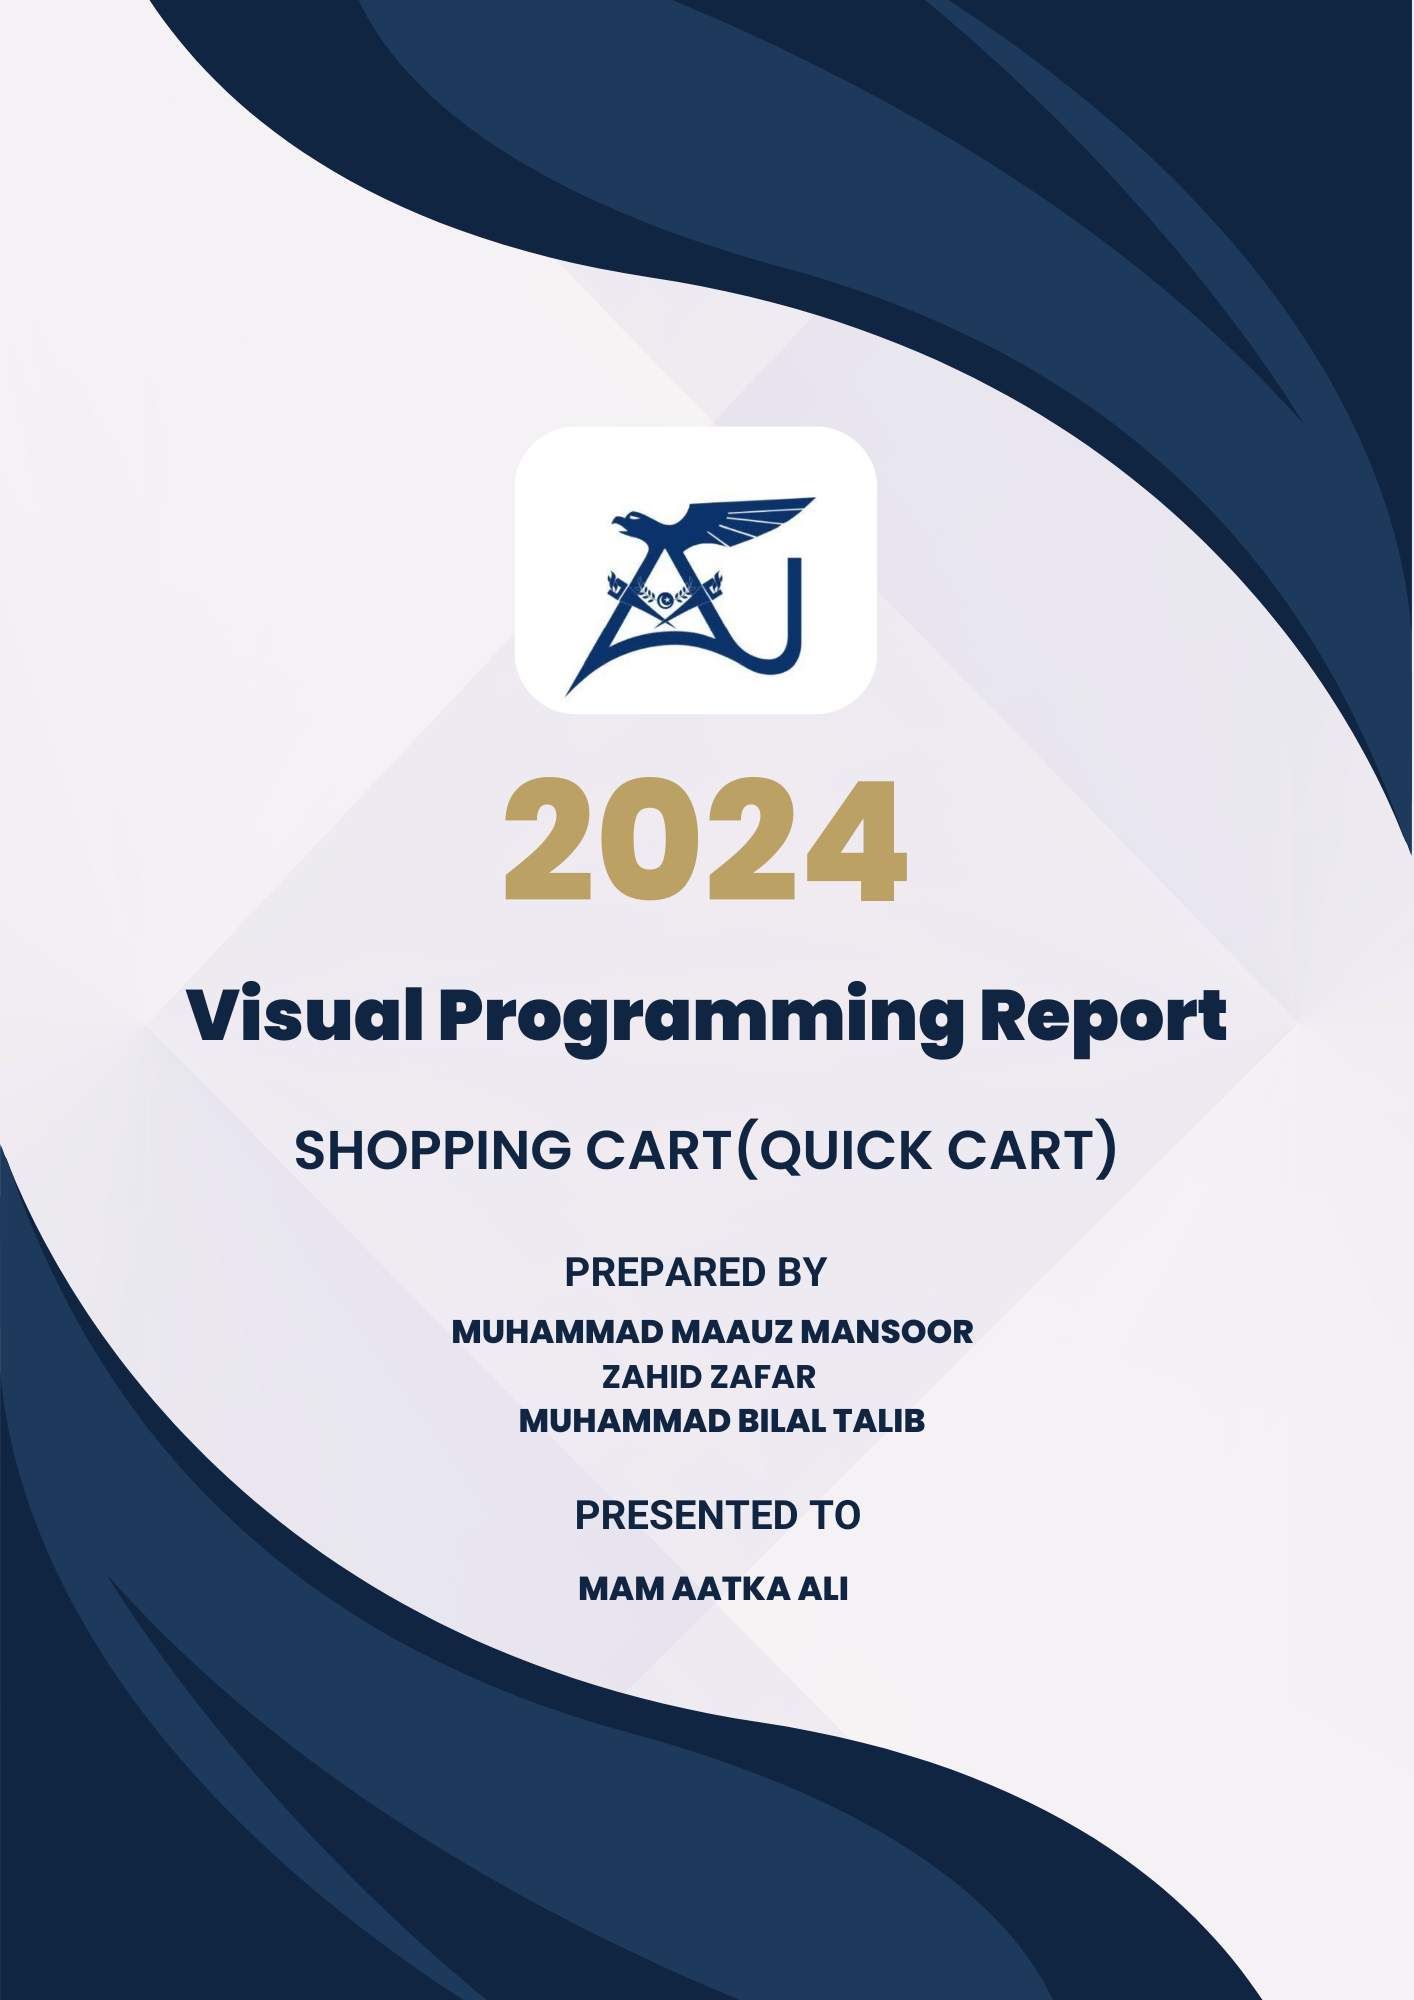 2024
Visual Programming Report
SHOPPING CART(QUICK CART)
PREPARED BY
MUHAMMAD MAAUZ MANSOOR
ZAHID ZAFAR
MUHAMMAD BILAL TALIB
PRESENTED TO
MAM AATKA ALI